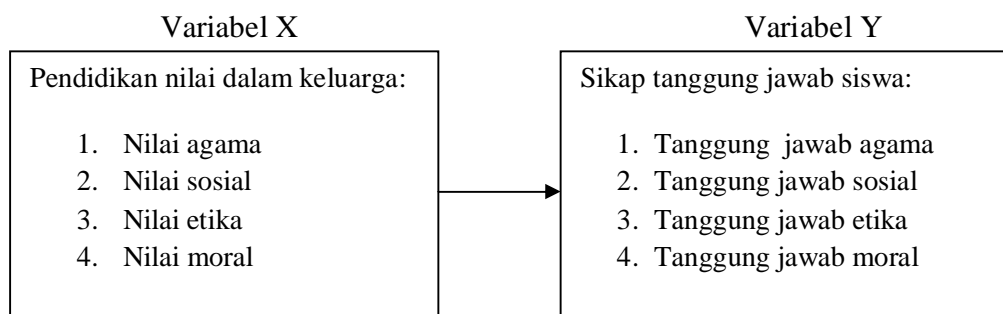 Variabel X
Pendidikan nilai dalam keluarga:
1. Nilai agama
2. Nilai sosial
3. Nilai etika
4. Nilai moral
Variabel Y
Sikap tanggung jawab siswa:
1. Tanggung jawab agama
2. Tanggung jawab sosial
3. Tanggung jawab etika
4. Tanggung jawab moral